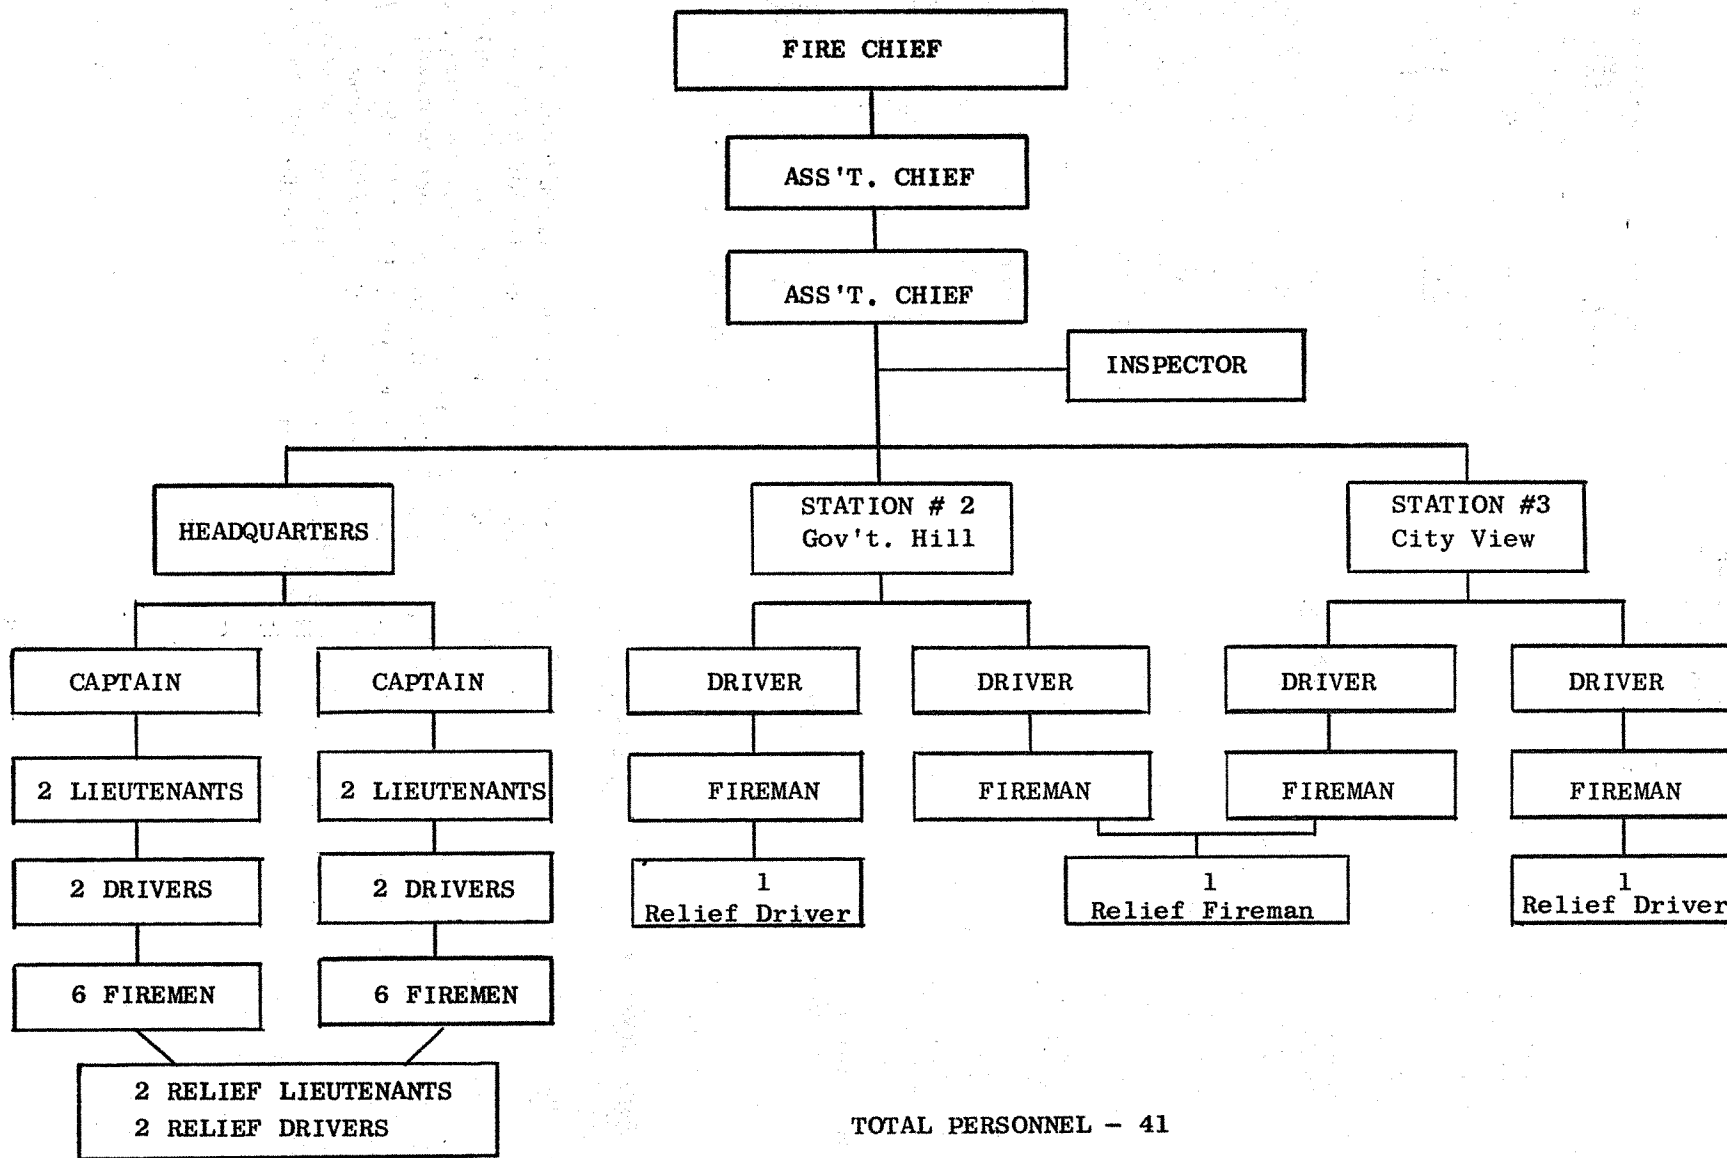 FIRE CHIEF
ASS'T. CHIEF
ASS'T. CHIEF
INSPECTOR
HEADQUARTERS
STATION # 2
Gov't. Hill
STATION #3
City View
CAPTAIN
CAPTAIN
DRIVER
DRIVER
DRIVER
DRIVER
2 LIEUTENANTS
2 LIEUTENANTS
FIREMAN
FIREMAN
FIREMAN
FIREMAN
2 DRIVERS
2 DRIVERS
1
Relief Driver
1
Relief Fireman
1
Relief Driver
6 FIREMEN
6 FIREMEN
2 RELIEF LIEUTENANTS
2 RELIEF DRIVERS
TOTAL PERSONNEL - 41